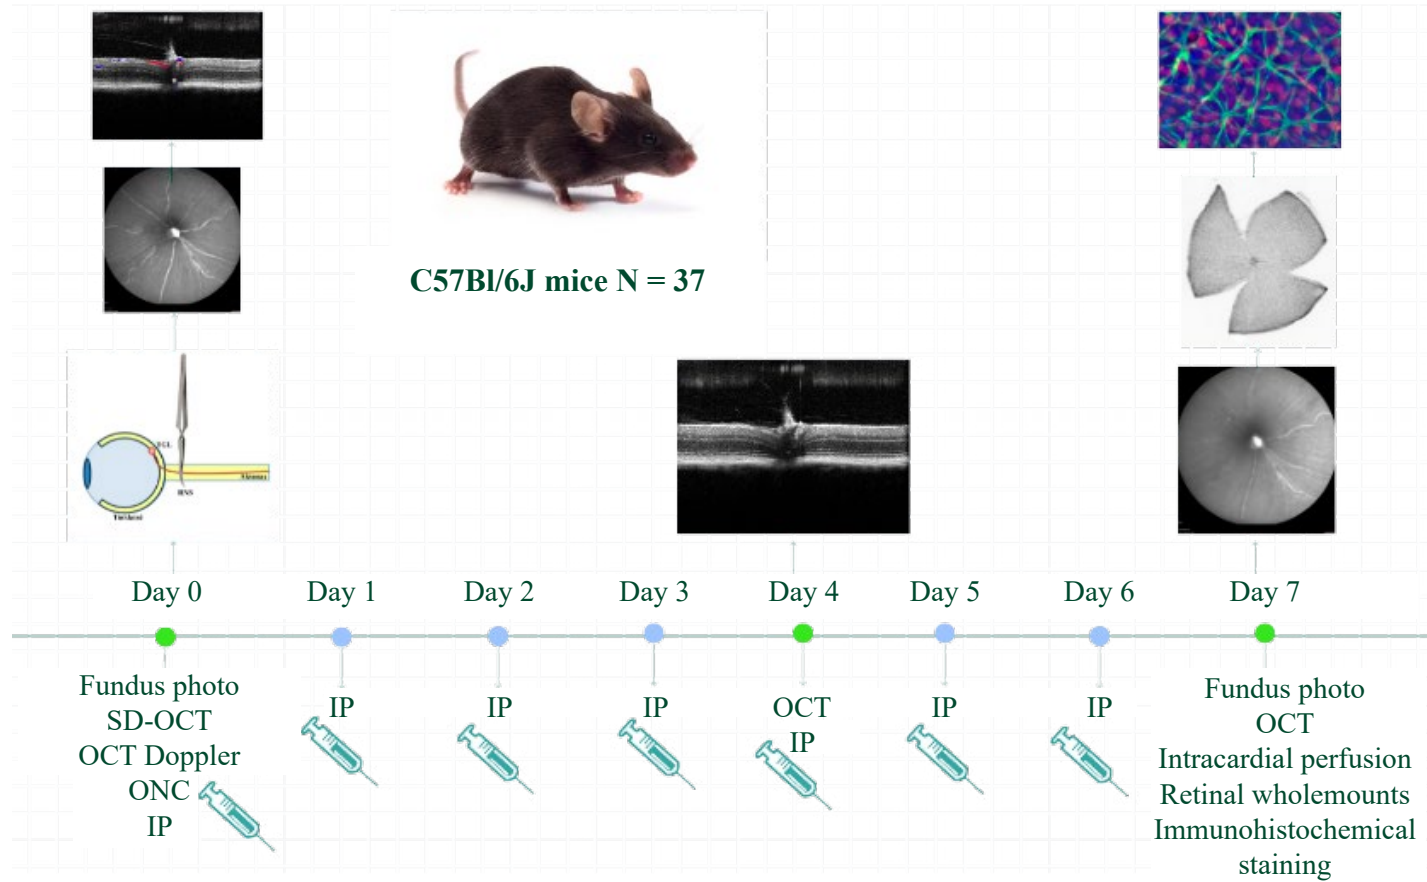 C57Bl/6J mice N = 37
Day 0
Day 1
Day 2
Day 3
Day 4
Day 5
Day 6
Day 7
Fundus photo
SD-OCT
OCT Doppler
ONC
IP
IP
IP
IP
OCT
IP
IP
IP
Fundus photo
OCT
Intracardial perfusion
Retinal wholemounts
Immunohistochemical
staining